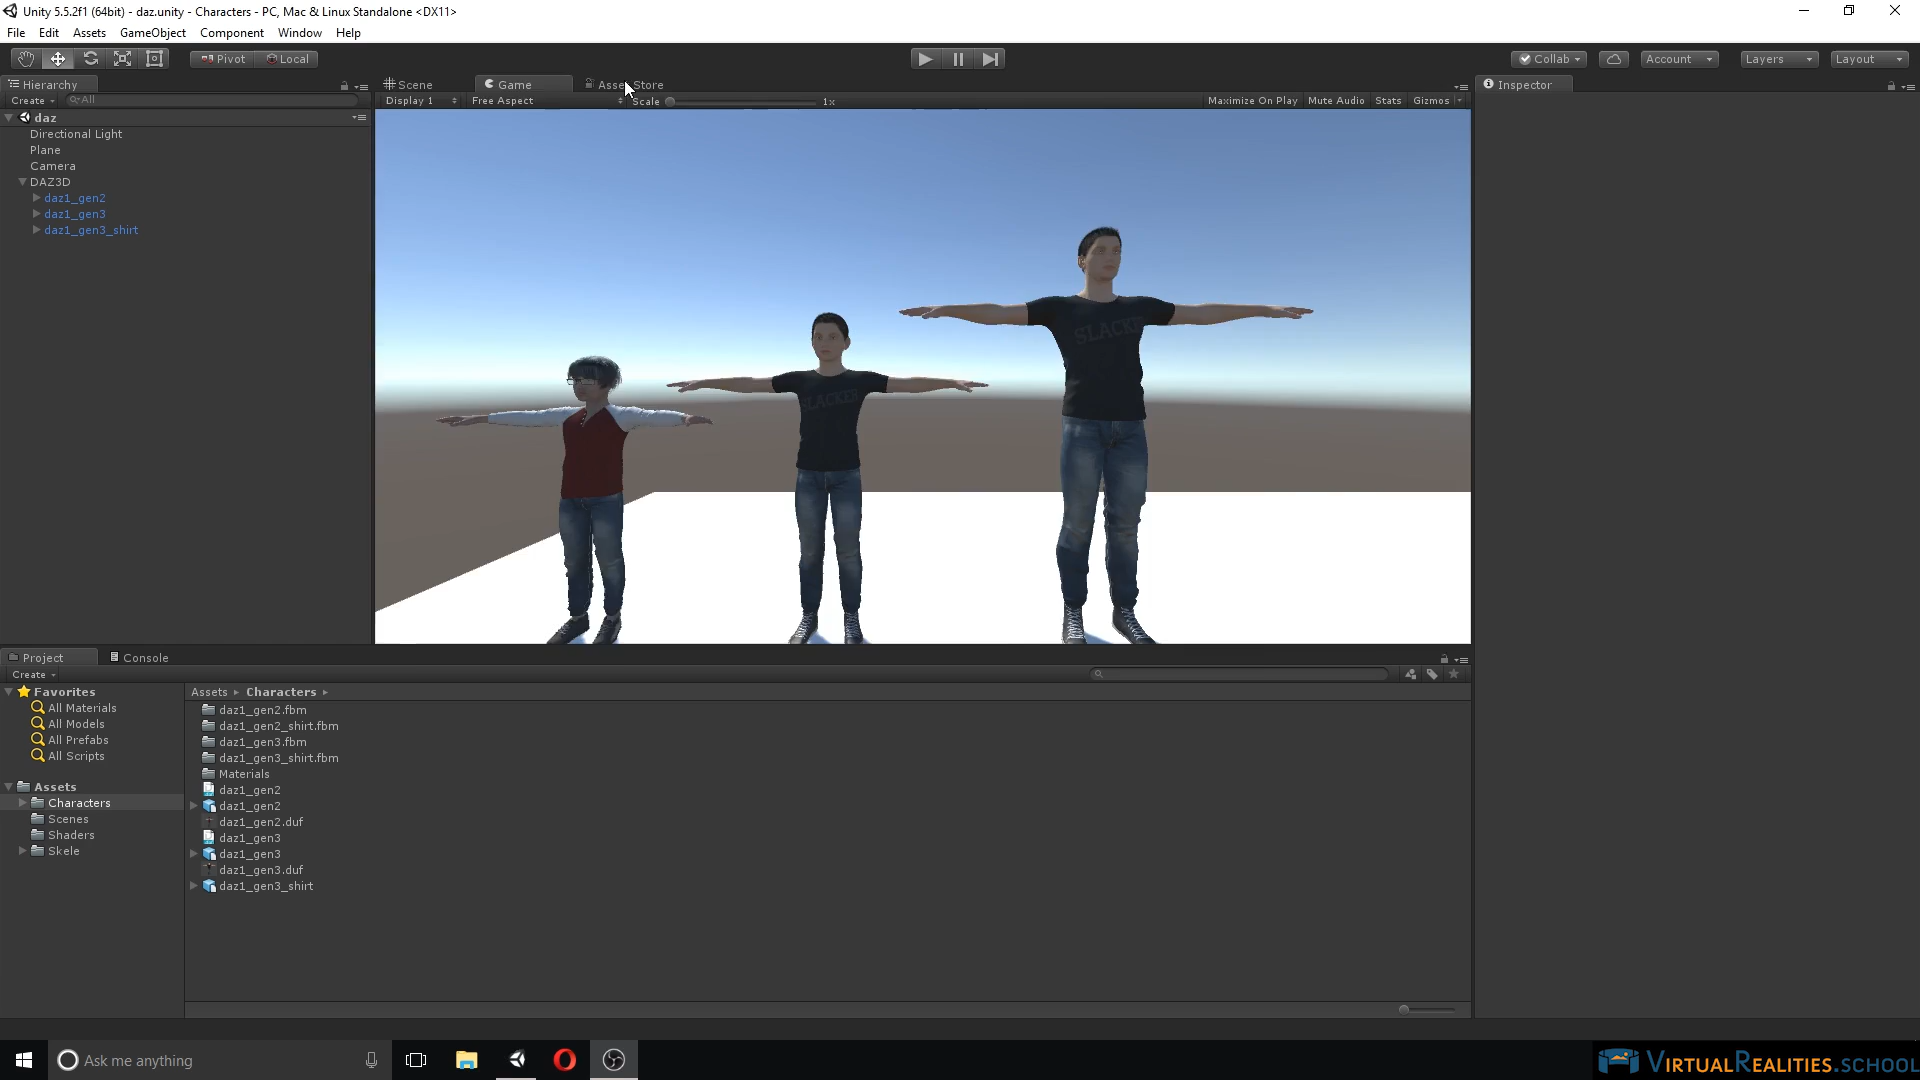 Unity 5.5.2f1 (64bit) - daz.unity - Characters - PC, Mac & Linux Standalone <DX11>
File Edit Assets GameObject Component Window Help
Pivot Local Collab Account Layers Layout
Hierarchy Scene Game Asset Store Inspector
Create All Display 1 Free Aspect Scale 1x Maximize On Play Mute Audio Stats Gizmos
daz
Directional Light
Plane
Camera
DAZ3D
daz1_gen2
daz1_gen3
daz1_gen3_shirt
SLACKER
Project Console
Create
Favorites
All Materials
All Models
All Prefabs
All Scripts
Assets
Characters
Scenes
Shaders
Skele
Assets Characters
daz1_gen2.fbm
daz1_gen2_shirt.fbm
daz1_gen3.fbm
daz1_gen3_shirt.fbm
Materials
daz1_gen2
daz1_gen2
daz1_gen2.duf
daz1_gen3
daz1_gen3
daz1_gen3.duf
daz1_gen3_shirt
Ask me anything
VIRTUALREALITIES.SCHOOL